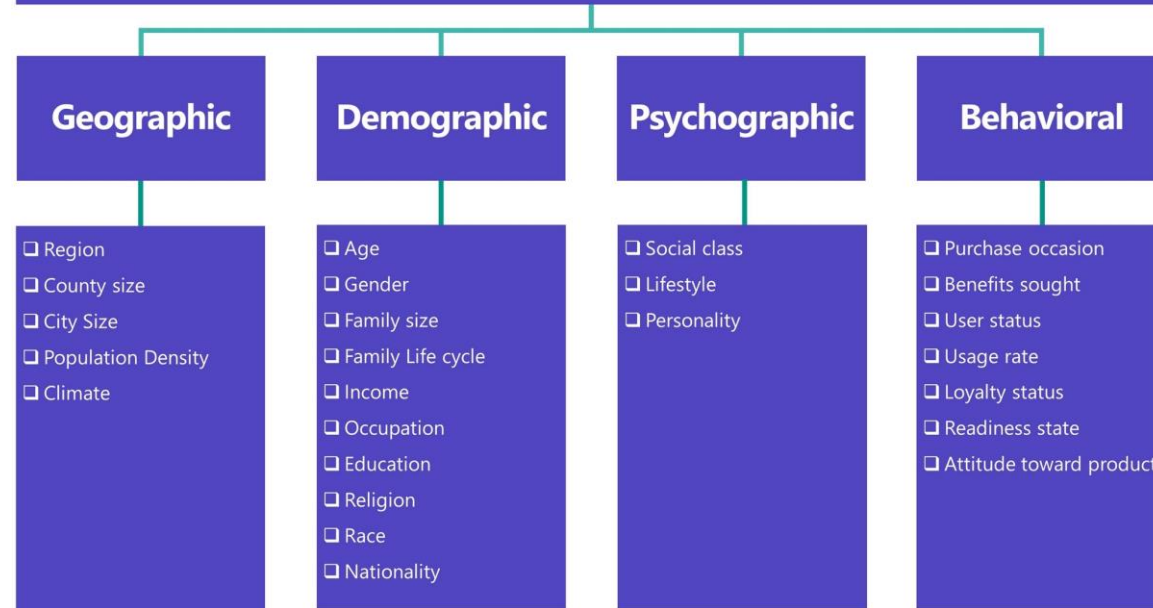 Geographic
Demographic
Psychographic
Behavioral
Region
County size
City Size
Population Density
Climate
Age
Gender
Family size
Family Life cycle
Income
Occupation
Education
Religion
Race
Nationality
Social class
Lifestyle
Personality
Purchase occasion
Benefits sought
User status
Usage rate
Loyalty status
Readiness state
Attitude toward product